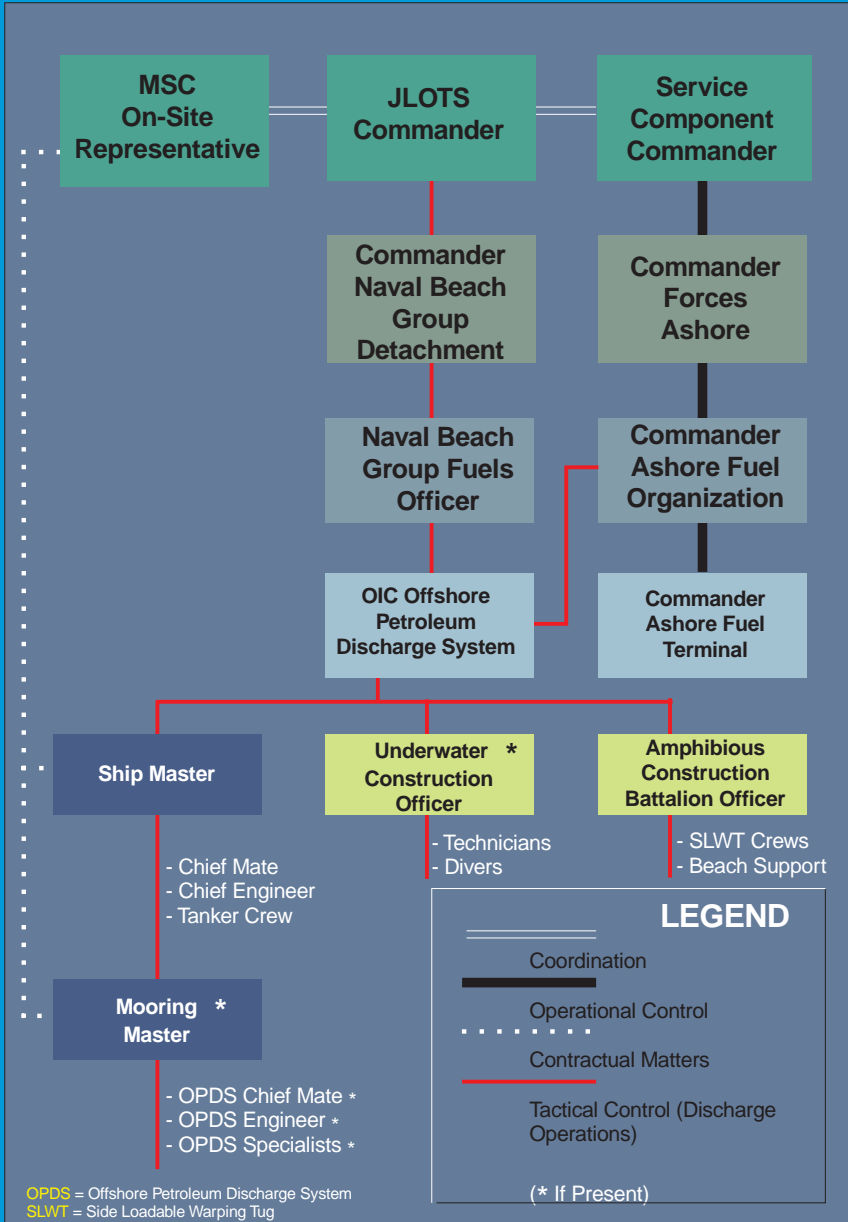 MSC
On-Site
Representative
JLOTS
Commander
Service
Component
Commander
Commander
Naval Beach
Group
Detachment
Commander
Forces
Ashore
Naval Beach
Group Fuels
Officer
Commander
Ashore Fuel
Organization
OIC Offshore
Petroleum
Discharge System
Commander
Ashore Fuel
Terminal
Ship Master
Underwater *
Construction
Officer
Amphibious
Construction
Battalion Officer
- Chief Mate
- Chief Engineer
- Tanker Crew
- Technicians
- Divers
- SLWT Crews
- Beach Support
Mooring *
Master
- OPDS Chief Mate *
- OPDS Engineer *
- OPDS Specialists *
LEGEND
Coordination
Operational Control
Contractual Matters
Tactical Control (Discharge
Operations)
(* If Present)
OPDS = Offshore Petroleum Discharge System
SLWT = Side Loadable Warping Tug